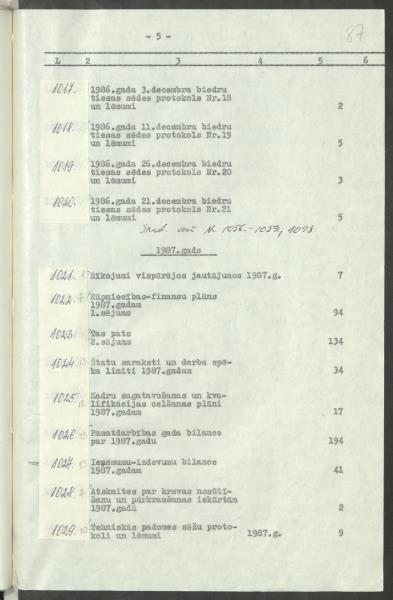 - 5 -
87
1. 2 3 4 5 6
1017. 1986.gada 3.decembra biedru
tiesas sēdes protokols Nr.18
un lēmumi 2
1018. 1986.gada 11.decembra biedru
tiesas sēdes protokols Nr.19
un lēmumi 5
1019. 1986.gada 26.decembra biedru
tiesas sēdes protokols Nr.20
un lēmumi 3
1020. 1986.gada 21.decembra biedru
tiesas sēdes protokols Nr.21
un lēmumi 5
Skat. arī Nr. 1056.-1057, 1098.
1987.gads
1021. Rīkojumi vispārējos jautājumos 1987.g. 7
1022. Rūpniecības-finansu plāns
1987.gadam
1.sējums 94
1023. Tas pats
2.sējums 134
1024. Štatu saraksti un darba spē-
ka limiti 1987.gadam 34
1025. Kadru sagatavošanas un kva-
lifikācijas celšanas plāni
1987.gadam 17
1026. Pamatdarbības gada bilance
par 1987.gadu 194
1027. Ieņēmumu-izdevumu bilance
1987.gadam 41
1028. Atskaites par kravas nosūtī-
šanu un pārkraušanas iekārtām
1987.gadā 2
1029. Tehniskās padomes sēžu proto-
koli un lēmumi 1987.g. 9